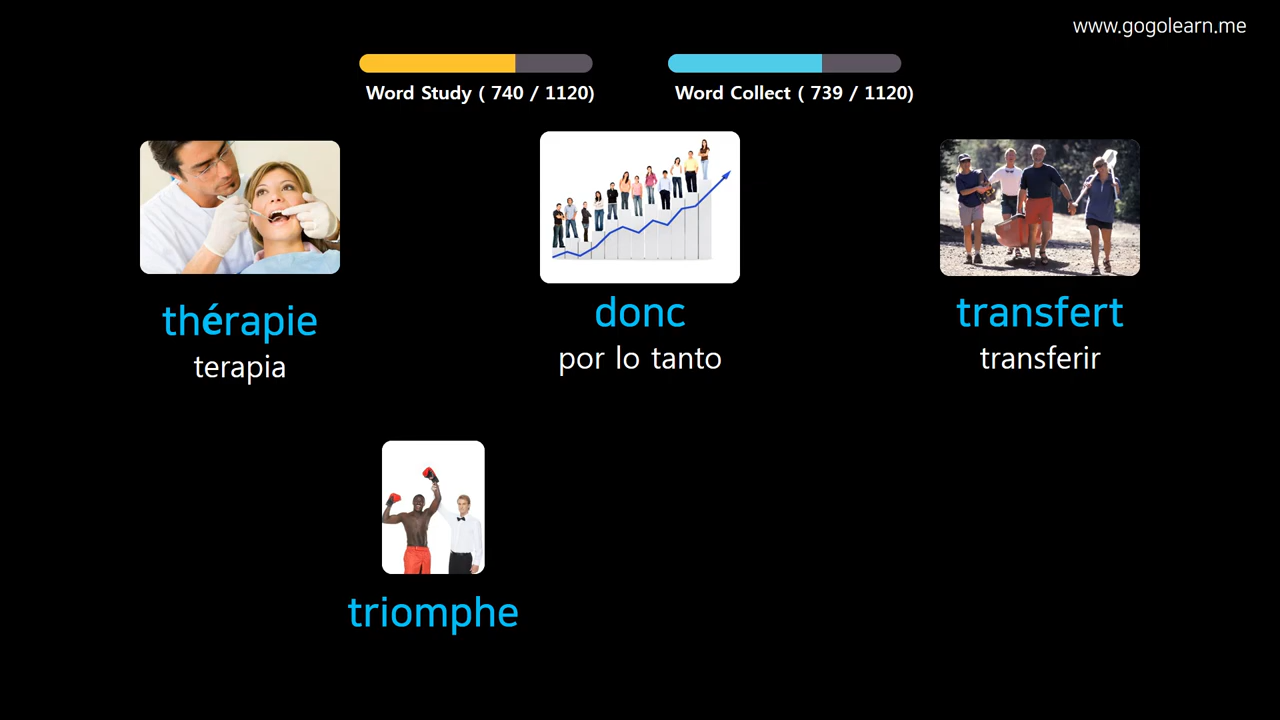 www.gogolearn.me
Word Study ( 740 / 1120)
Word Collect ( 739 / 1120)
thérapie
terapia
donc
por lo tanto
transfert
transferir
triomphe